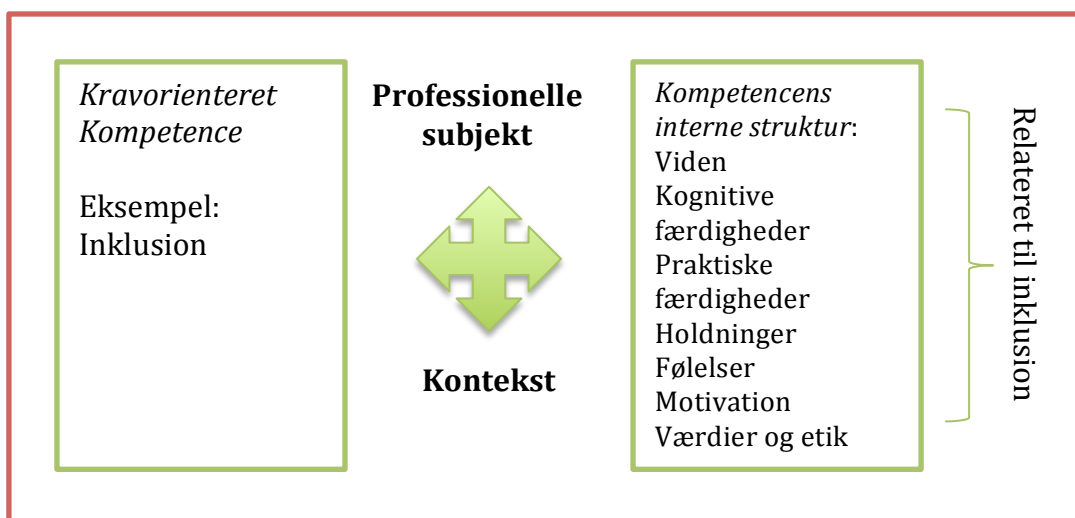 Kravorienteret
Kompetence
Eksempel:
Inklusion
Professionelle
subjekt
Kontekst
Kompetencens
interne struktur:
Viden
Kognitive
færdigheder
Praktiske
færdigheder
Holdninger
Følelser
Motivation
Værdier og etik
Relateret til inklusion